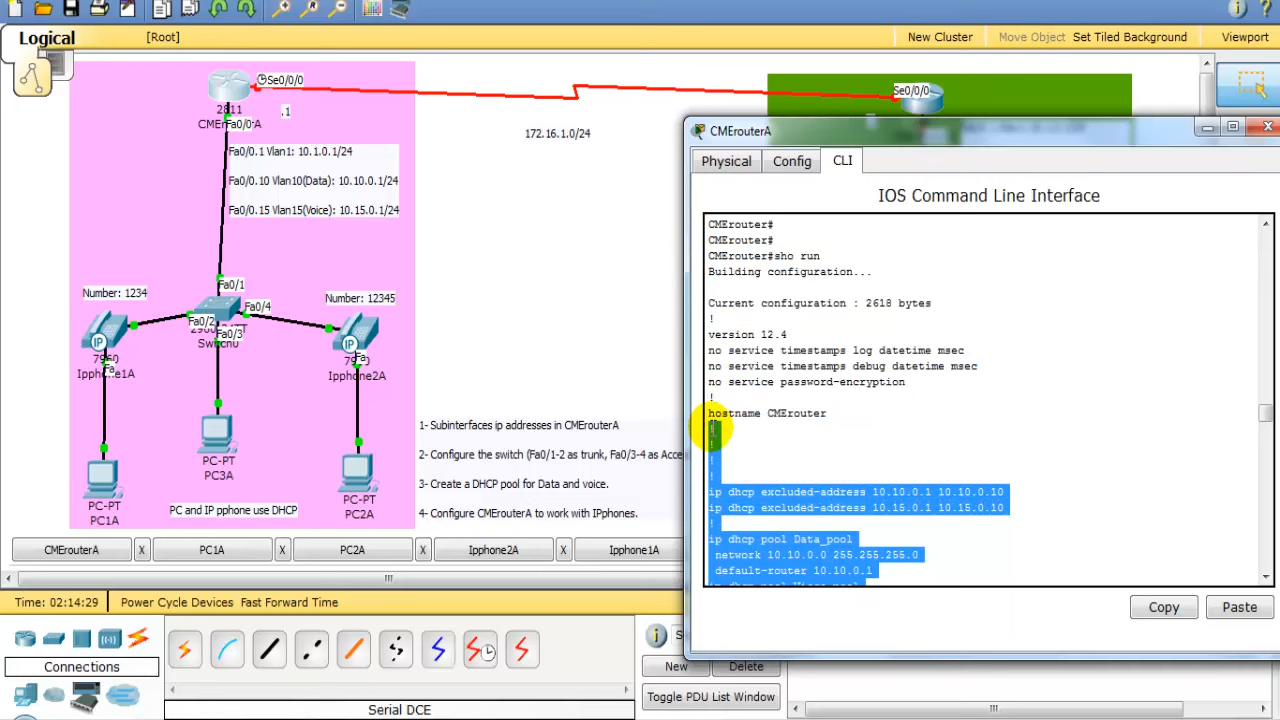 Logical
[Root]
New Cluster
Move Object
Set Tiled Background
Viewport
Se0/0/0
2811
Fa0/0
.1
172.16.1.0/24
Se0/0/0
Fa0/0.1 Vlan1: 10.1.0.1/24
Fa0/0.10 Vlan10(Data): 10.10.0.1/24
Fa0/0.15 Vlan15(Voice): 10.15.0.1/24
Fa0/1
Number: 1234
Fa0/4
Number: 12345
Fa0/2
Fa0/3
Switch0
Ipphone1A
Fa
Ipphone2A
Fa
PC-PT
PC3A
PC-PT
PC1A
PC-PT
PC2A
PC and IP pphone use DHCP
1- Subinterfaces ip addresses in CMErouterA
2- Configure the switch (Fa0/1-2 as trunk, Fa0/3-4 as Acce
3- Create a DHCP pool for Data and voice.
4- Configure CMErouterA to work with IPphones.
CMErouterA
Physical
Config
CLI
IOS Command Line Interface
CMErouter#
CMErouter#
CMErouter#sho run
Building configuration...
Current configuration : 2618 bytes
!
version 12.4
no service timestamps log datetime msec
no service timestamps debug datetime msec
no service password-encryption
!
hostname CMErouter
!
!
!
!
ip dhcp excluded-address 10.10.0.1 10.10.0.10
ip dhcp excluded-address 10.15.0.1 10.15.0.10
!
ip dhcp pool Data_pool
network 10.10.0.0 255.255.255.0
default-router 10.10.0.1
Copy
Paste
CMErouterA X PC1A X PC2A X Ipphone2A X Ipphone1A
Time: 02:14:29
Power Cycle Devices
Fast Forward Time
Connections
Serial DCE
New
Delete
Toggle PDU List Window